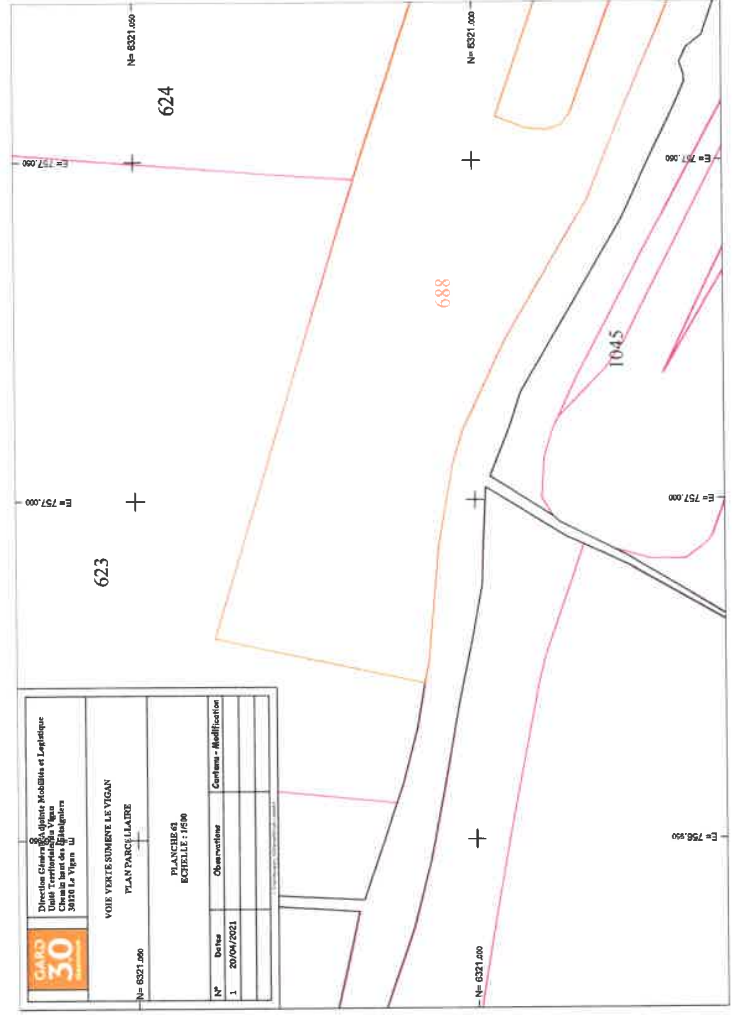 GARD
30
Direction Générale Adjointe Mobilités et Logistique
Unité Territoriale du Vigan
Chemin haut des Châtaigniers
30120 Le Vigan
VOIE VERTE SUMENE LE VIGAN
PLAN PARCELLAIRE
PLANCHE 61
ECHELLE : 1/500
N° Dates Observations Contenu - Modification
1 20/04/2021
623
624
688
1045
N= 6321.050
N= 6321.000
N= 6321.050
N= 6321.000
E= 757.050
E= 757.000
E= 757.050
E= 757.000
E= 756.950